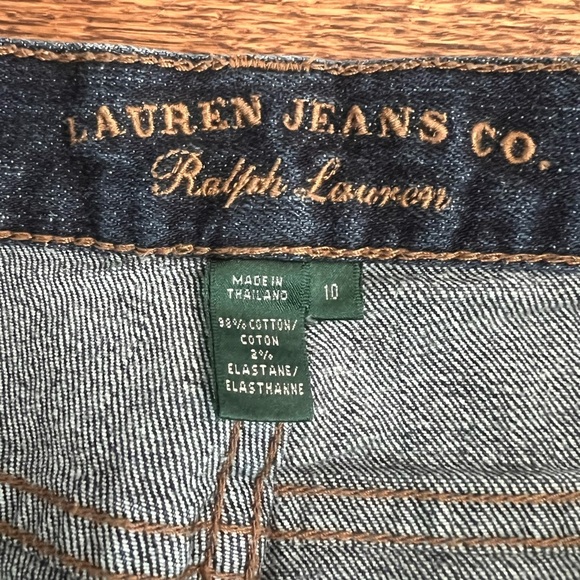 LAUREN JEANS CO.
Ralph Lauren
MADE IN
THAILAND
10
98% COTTON/
COTON
2%
ELASTANE/
ELASTHANNE